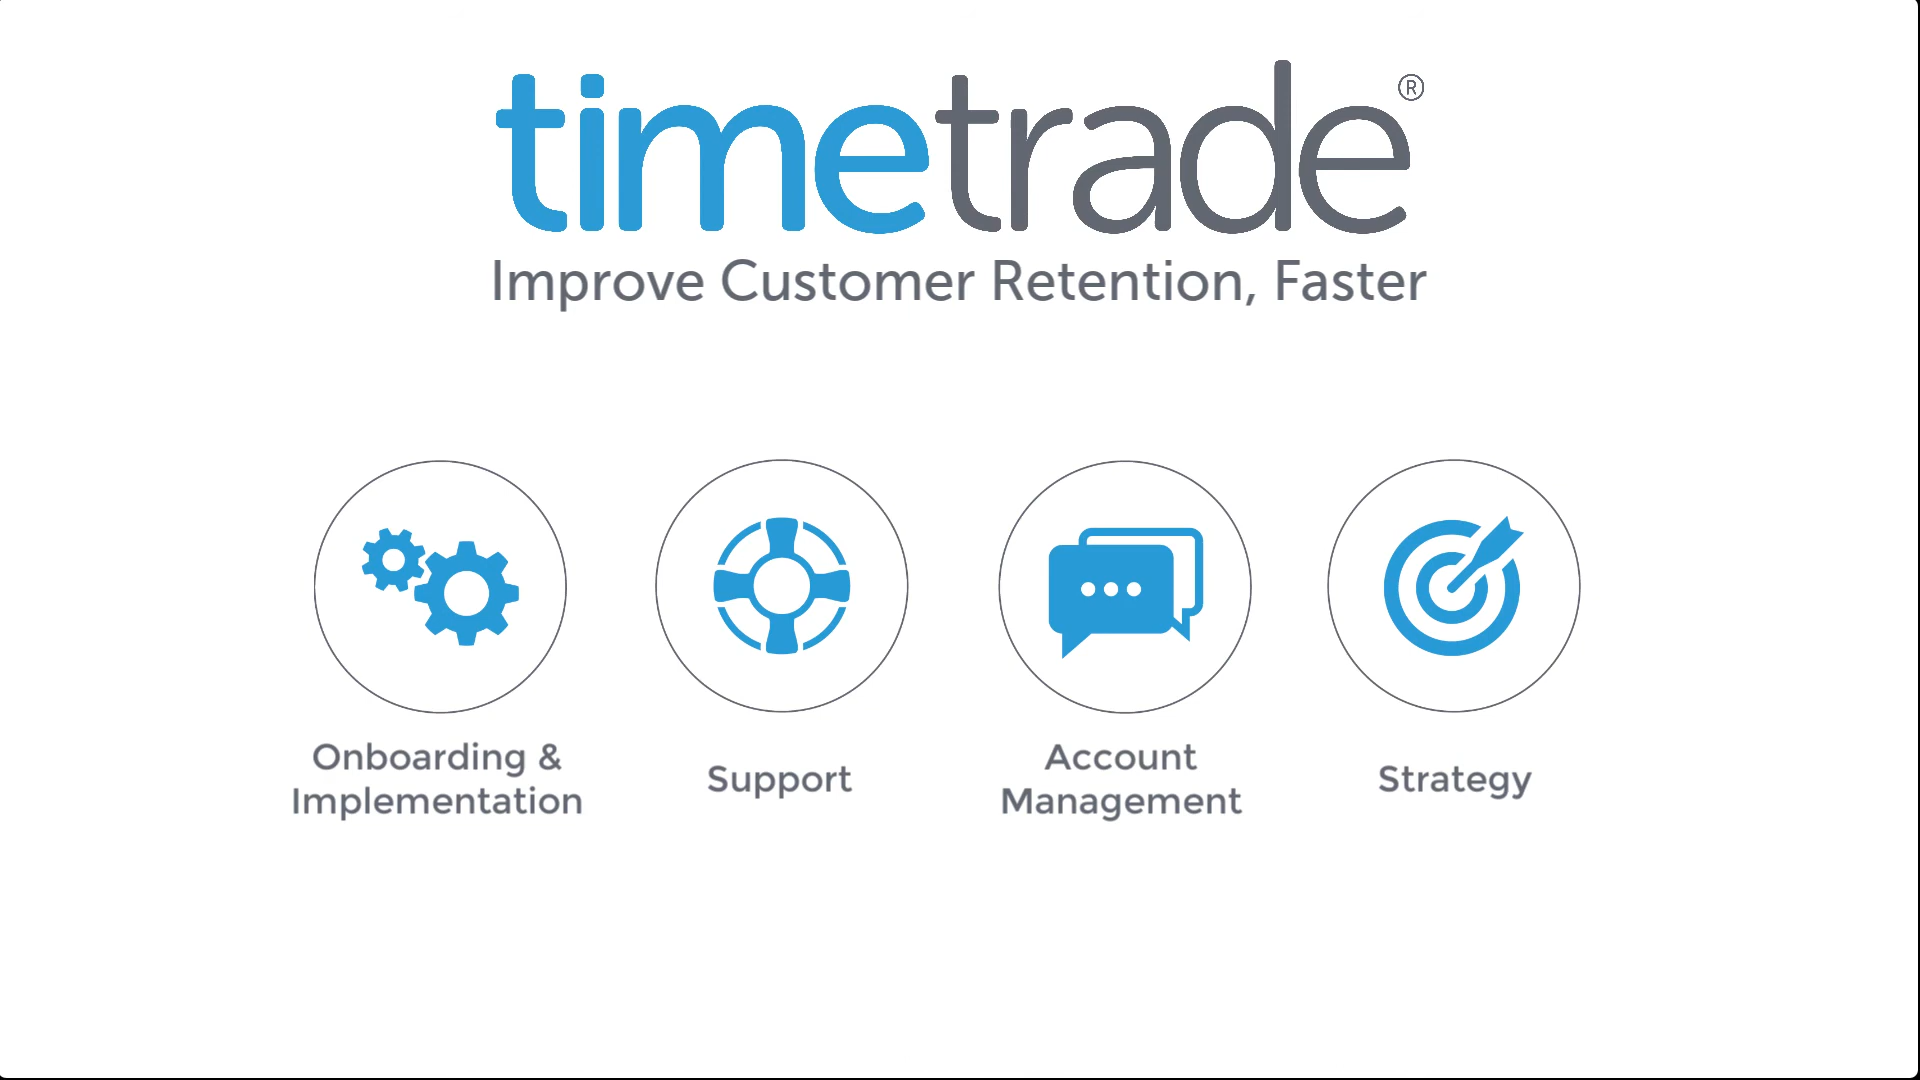 timetrade®
Improve Customer Retention, Faster
Onboarding &
Implementation
Support
Account
Management
Strategy